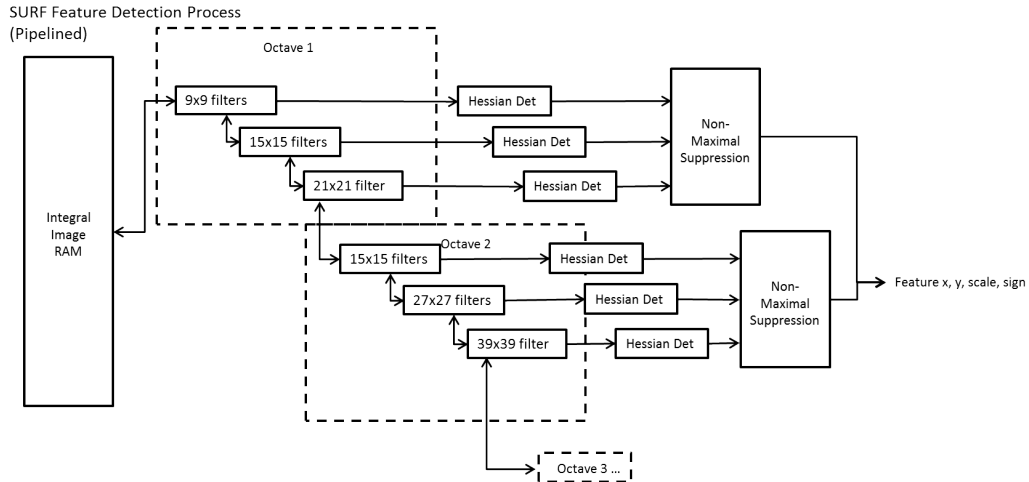 SURF Feature Detection Process
(Pipelined)
Octave 1
9x9 filters
Hessian Det
15x15 filters
Hessian Det
21x21 filter
Hessian Det
Non-
Maximal
Suppression
Integral
Image
RAM
Octave 2
15x15 filters
Hessian Det
27x27 filters
Hessian Det
39x39 filter
Hessian Det
Non-
Maximal
Suppression
Feature x, y, scale, sign
Octave 3 ...